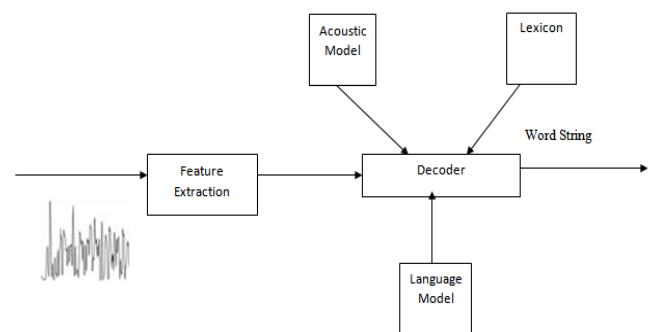 Acoustic
Model
Lexicon
Word String
Feature
Extraction
Decoder
Language
Model